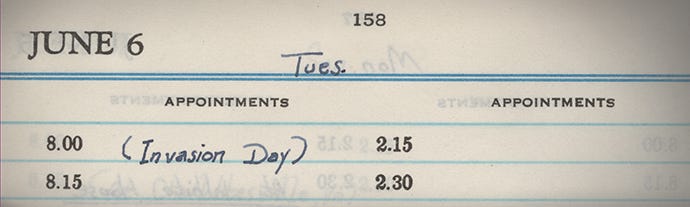 158
JUNE 6
Tues.
APPOINTMENTS APPOINTMENTS
8.00 (Invasion Day) 2.15
8.15 2.30